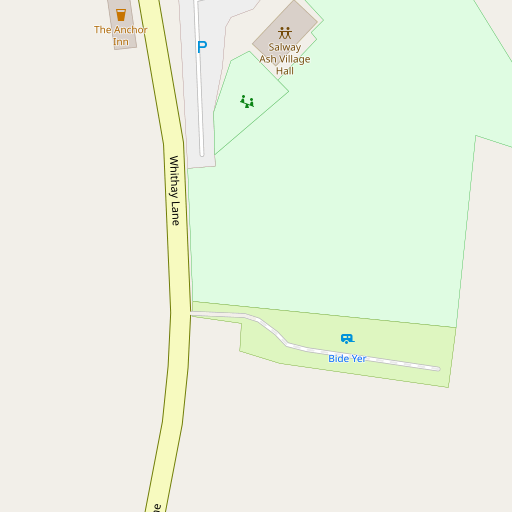 The Anchor
Inn
P
Salway
Ash Village
Hall
Whithay Lane
Bide Yer